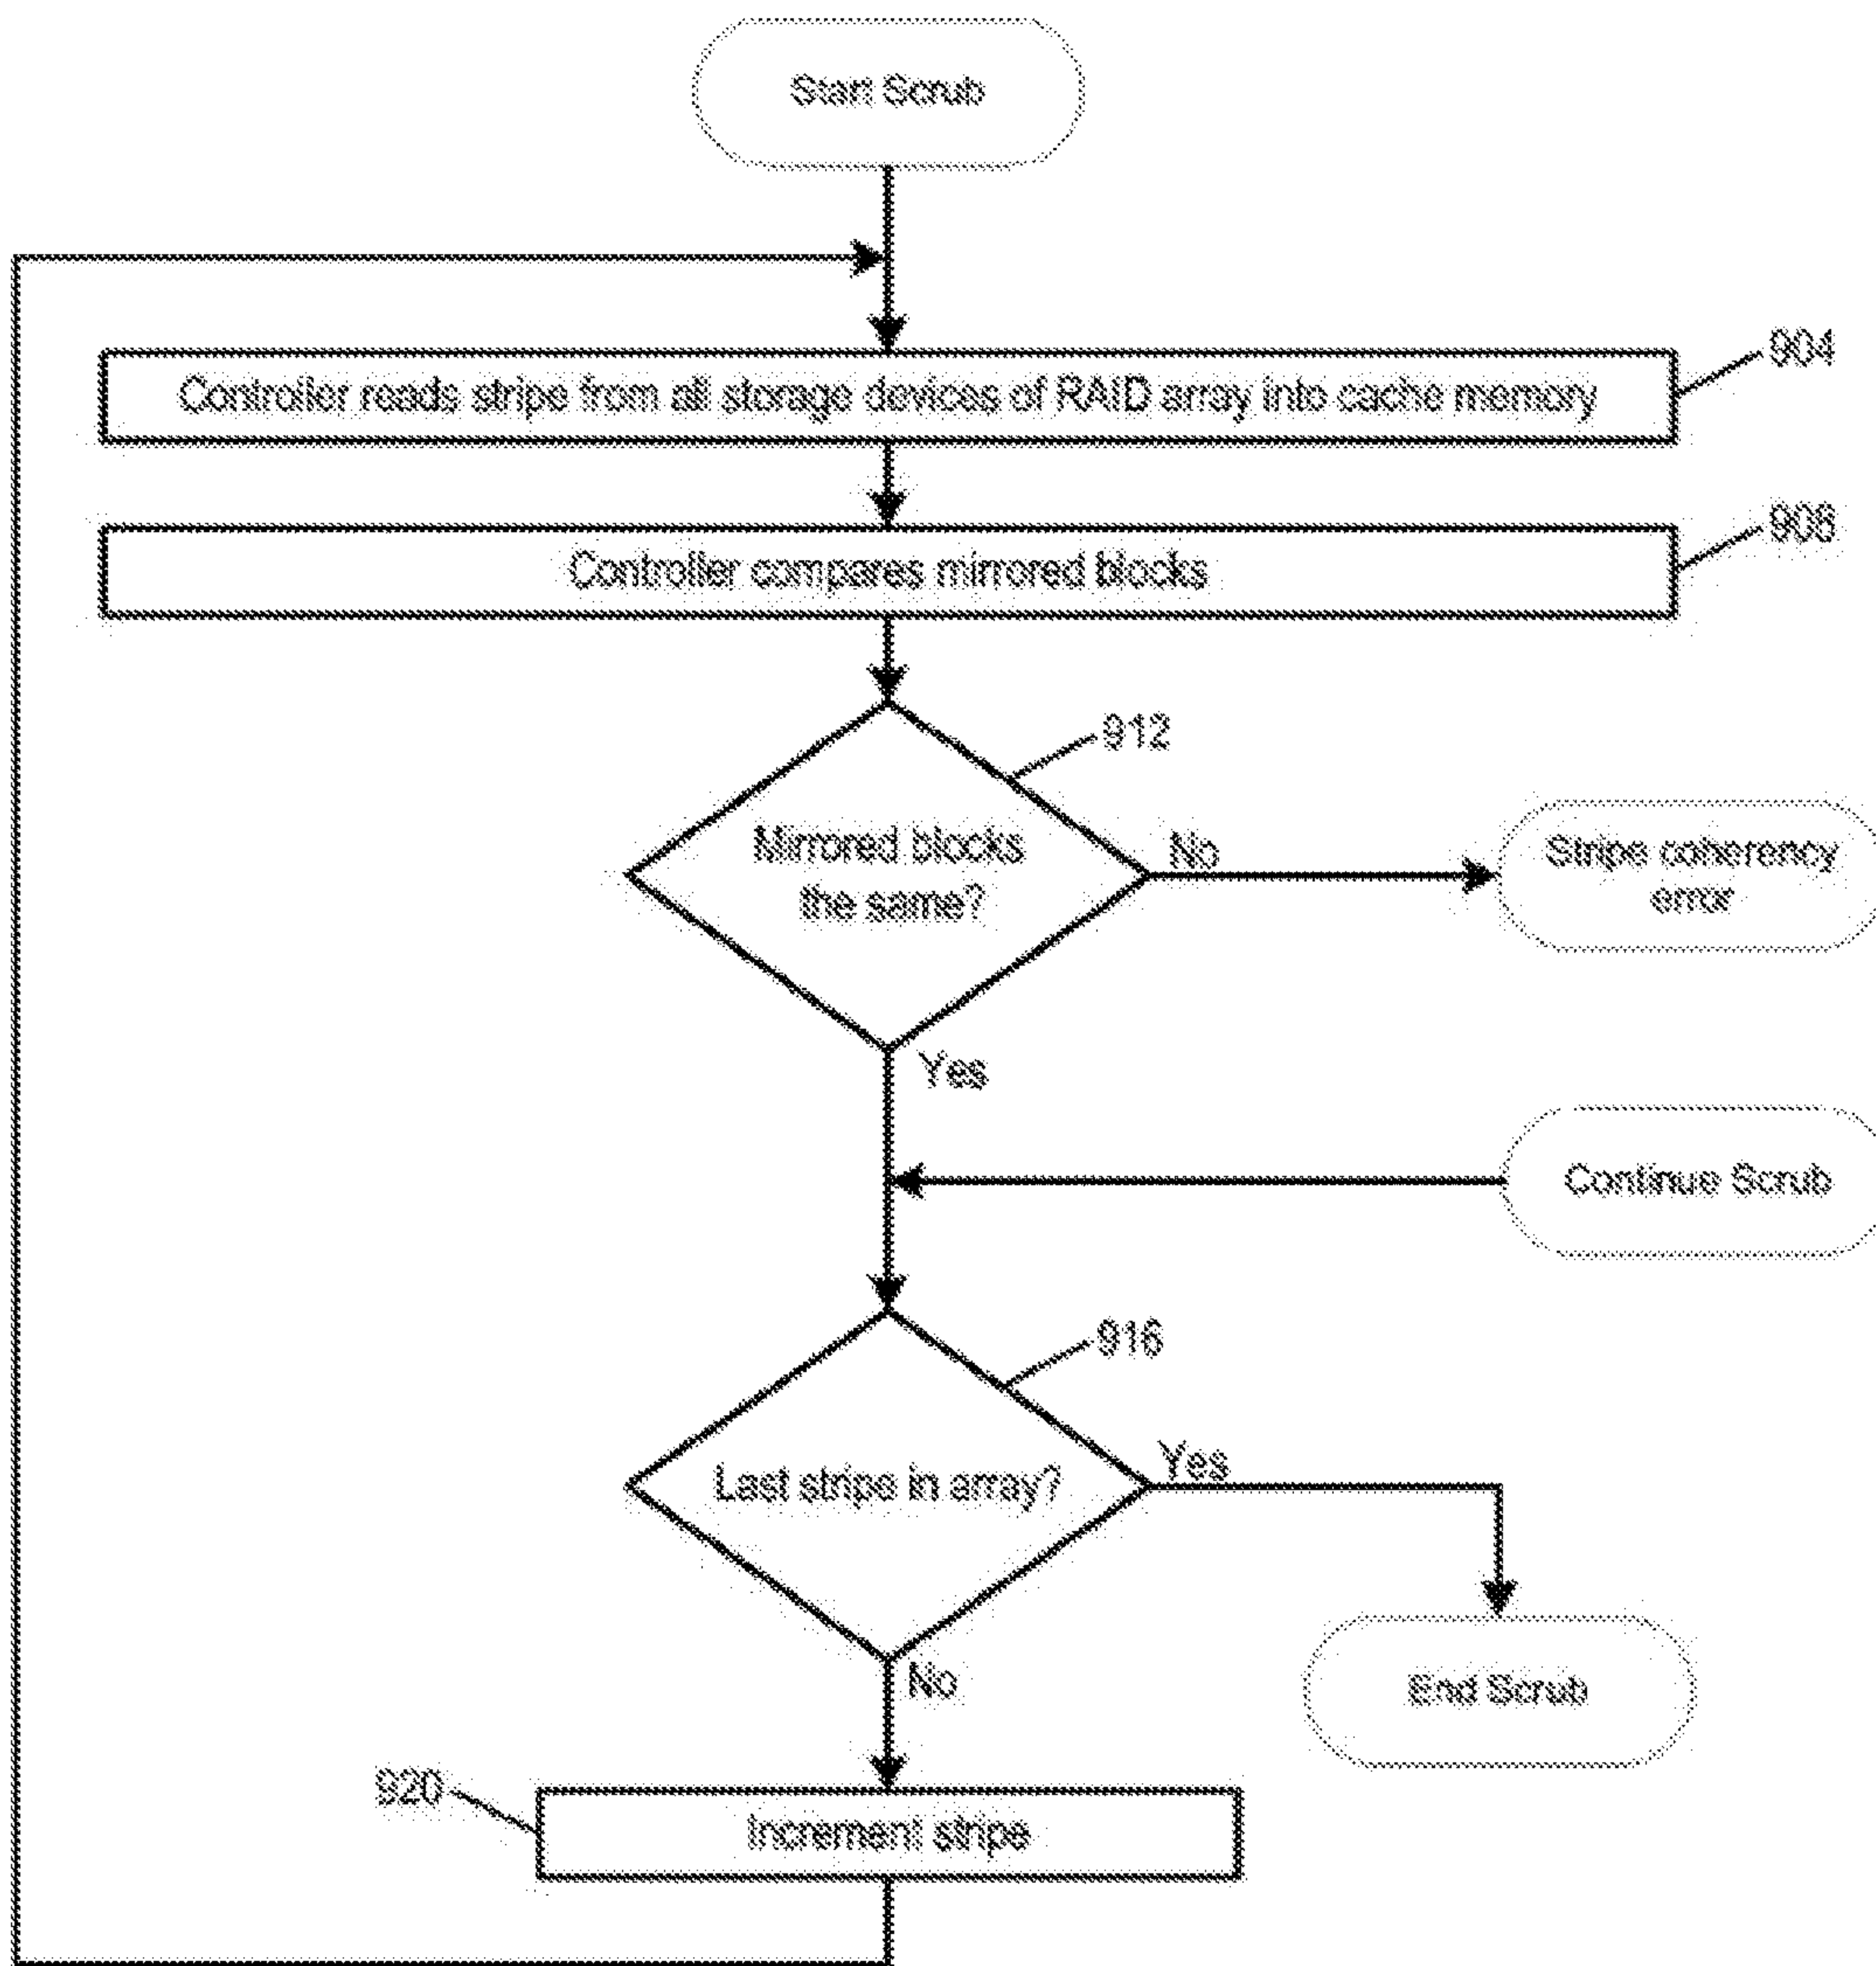 Start Scrub
904
Controller reads stripe from all storage devices of RAID array into cache memory
908
Controller compares mirrored blocks
912
Mirrored blocks
the same?
No
Stripe coherency
error
Yes
Continue Scrub
916
Last stripe in array?
Yes
No
End Scrub
920
Increment stripe